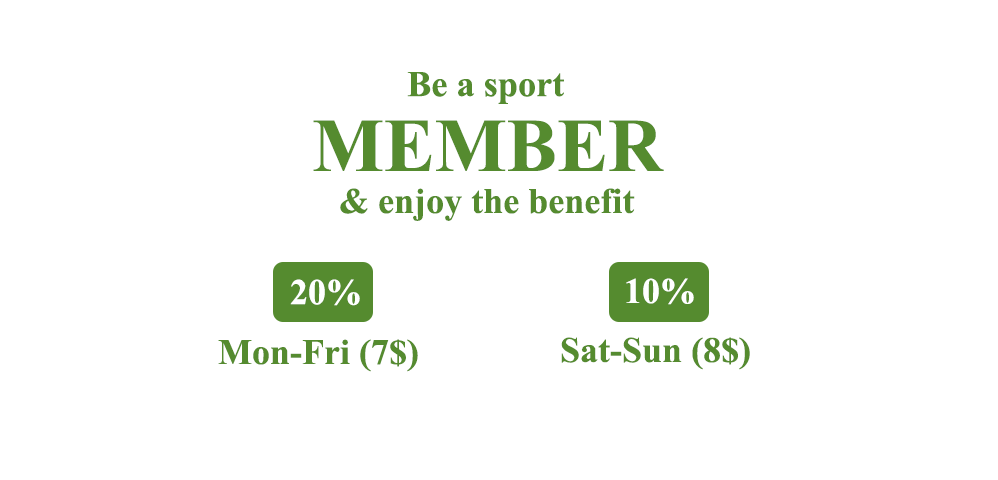 Be a sport
MEMBER
& enjoy the benefit
20%
10%
Mon-Fri (7$)
Sat-Sun (8$)